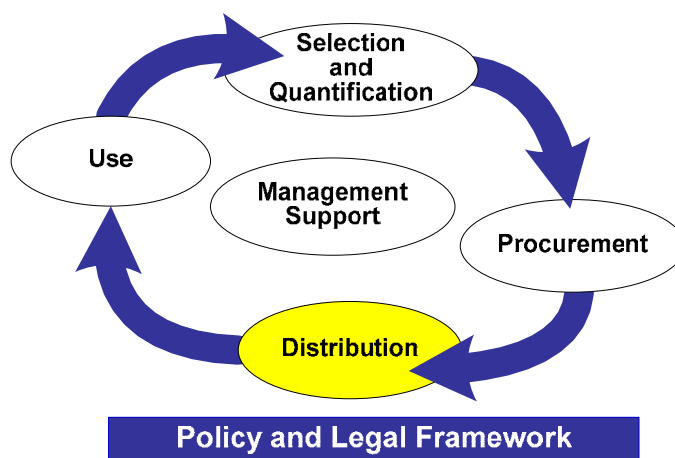 Selection
and
Quantification
Use
Management
Support
Procurement
Distribution
Policy and Legal Framework